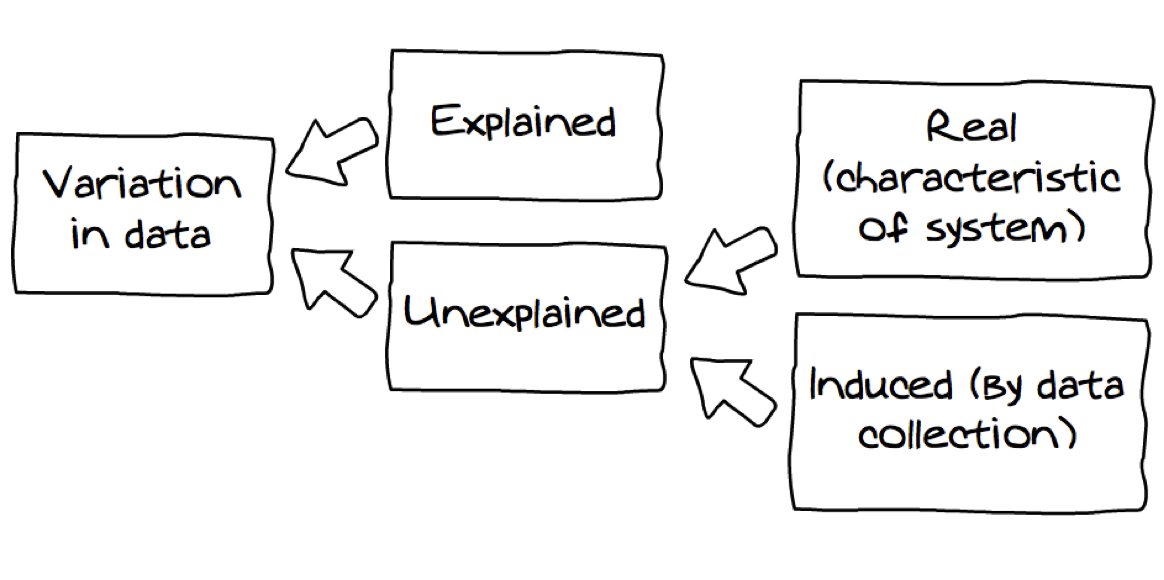 Variation
in data
Explained
Unexplained
Real
(characteristic
of system)
Induced (By data
collection)